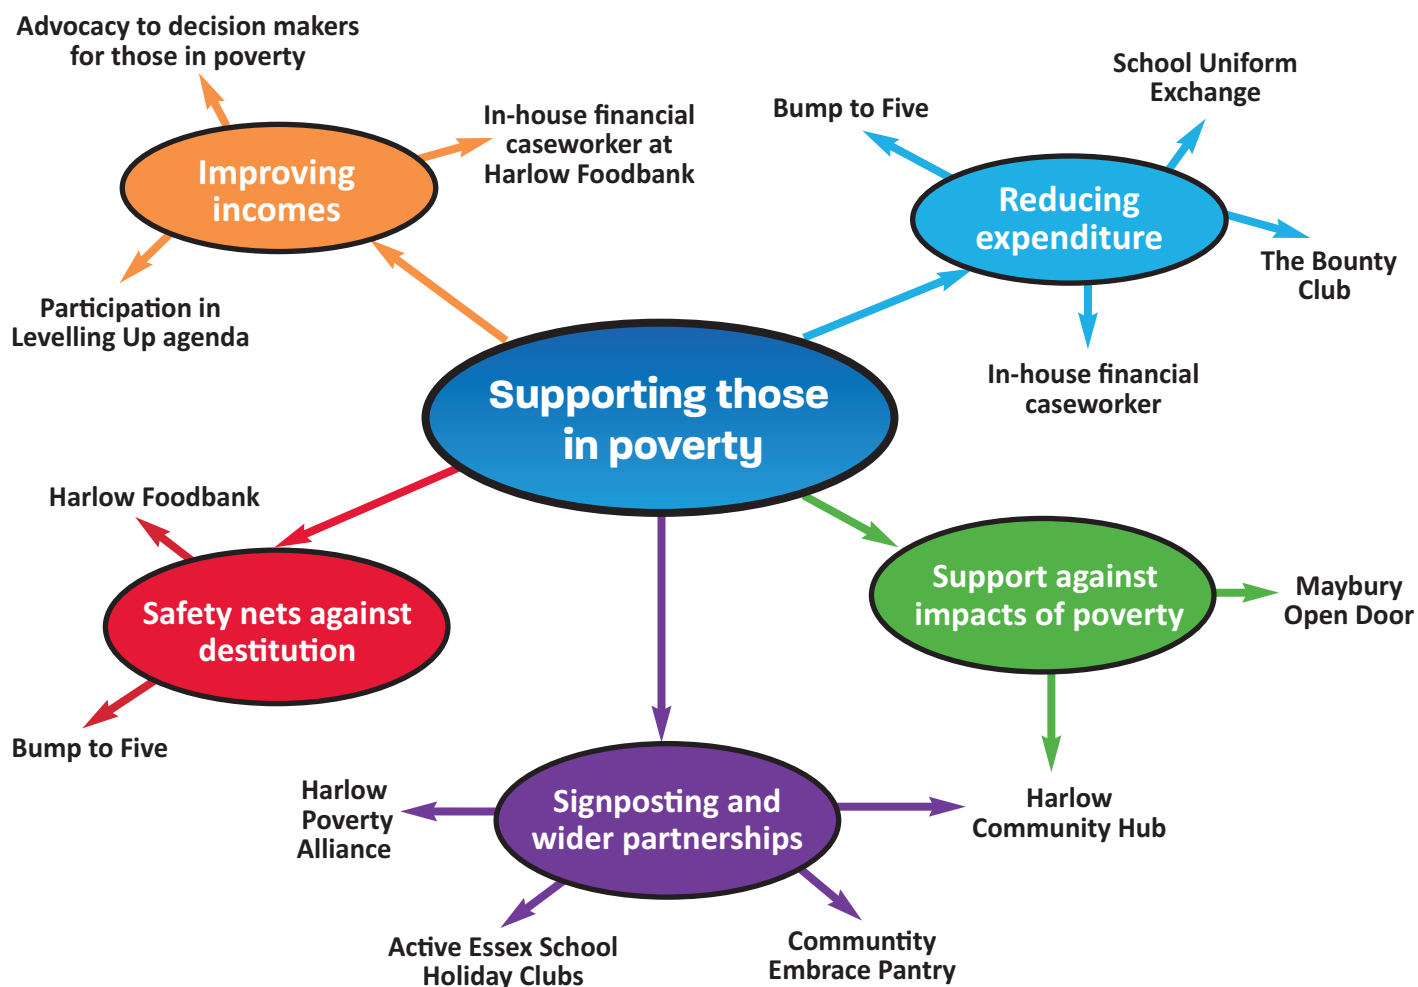 Advocacy to decision makers
for those in poverty
In-house financial
caseworker at
Harlow Foodbank
Improving
incomes
Participation in
Levelling Up agenda
Bump to Five
School Uniform
Exchange
Reducing
expenditure
The Bounty
Club
In-house financial
caseworker
Supporting those
in poverty
Harlow Foodbank
Safety nets against
destitution
Bump to Five
Support against
impacts of poverty
Maybury
Open Door
Harlow
Community Hub
Signposting and
wider partnerships
Harlow
Poverty
Alliance
Active Essex School
Holiday Clubs
Communtity
Embrace Pantry